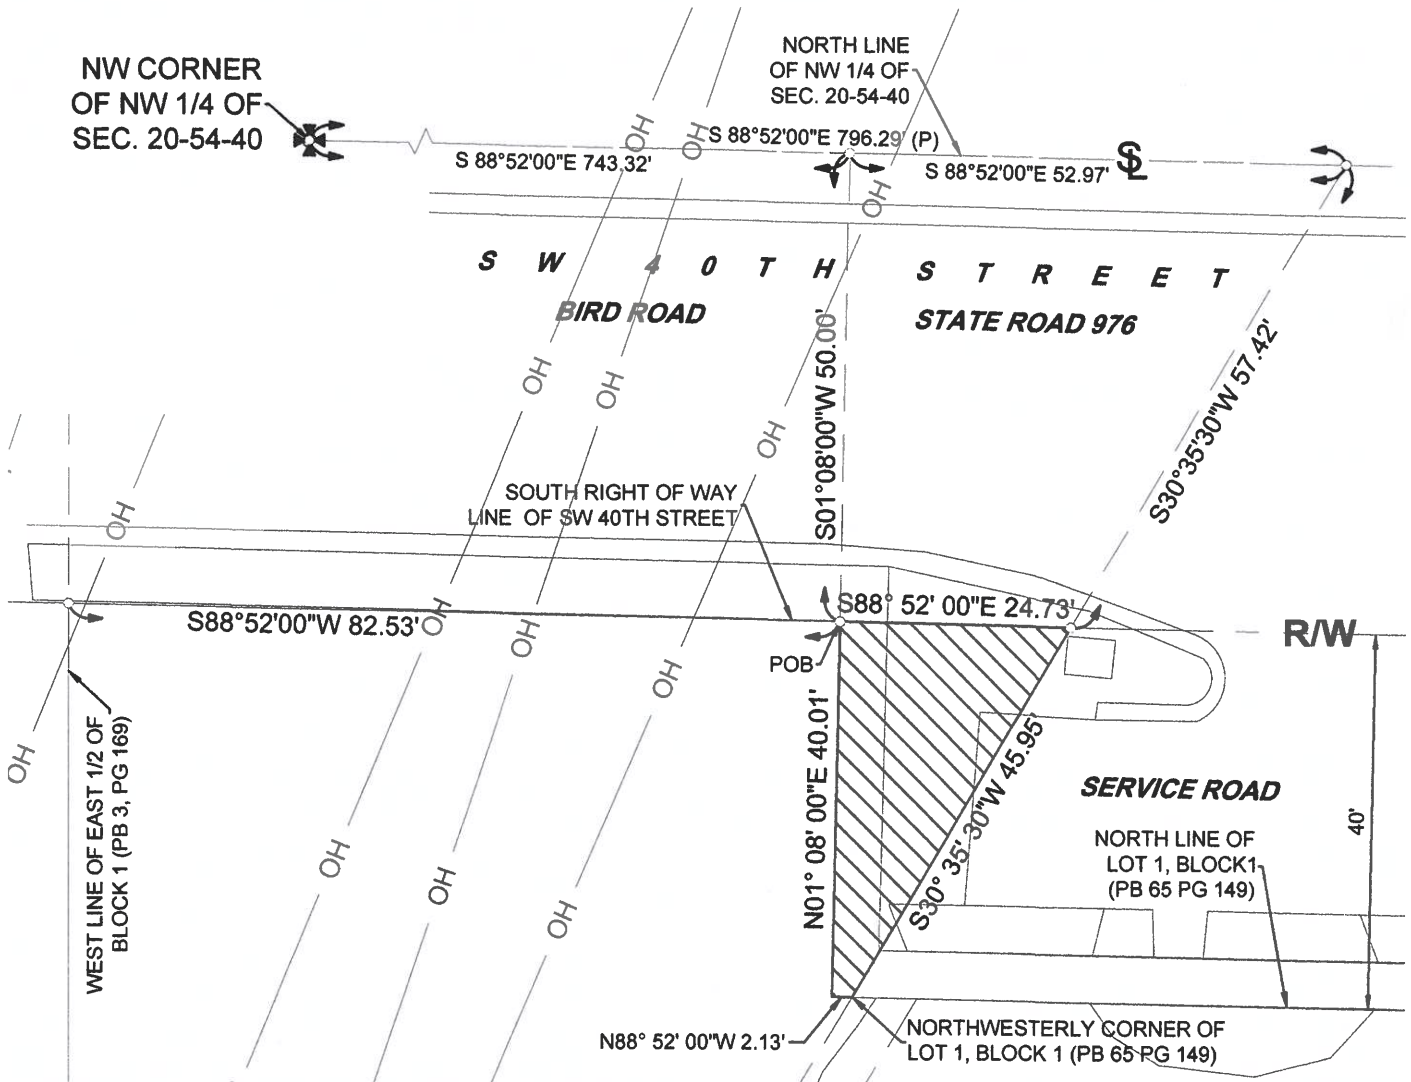 NW CORNER
OF NW 1/4 OF
SEC. 20-54-40
NORTH LINE
OF NW 1/4 OF
SEC. 20-54-40
S 88°52'00"E 796.29' (P)
S 88°52'00"E 743.32'
S 88°52'00"E 52.97'
OH
OH
OH
SW 40TH STREET
BIRD ROAD
STATE ROAD 976
S01°08'00"W 50.00'
S30°35'30"W 57.42'
OH
OH
OH
OH
SOUTH RIGHT OF WAY
LINE OF SW 40TH STREET
S88°52'00"W 82.53'
S88° 52' 00"E 24.73'
R/W
POB
OH
OH
OH
OH
WEST LINE OF EAST 1/2 OF
BLOCK 1 (PB 3, PG 169)
N01° 08' 00"E 40.01'
S30° 35' 30"W 45.95'
SERVICE ROAD
40'
NORTH LINE OF
LOT 1, BLOCK1
(PB 65 PG 149)
OH
OH
OH
N88° 52' 00"W 2.13'
NORTHWESTERLY CORNER OF
LOT 1, BLOCK 1 (PB 65 PG 149)